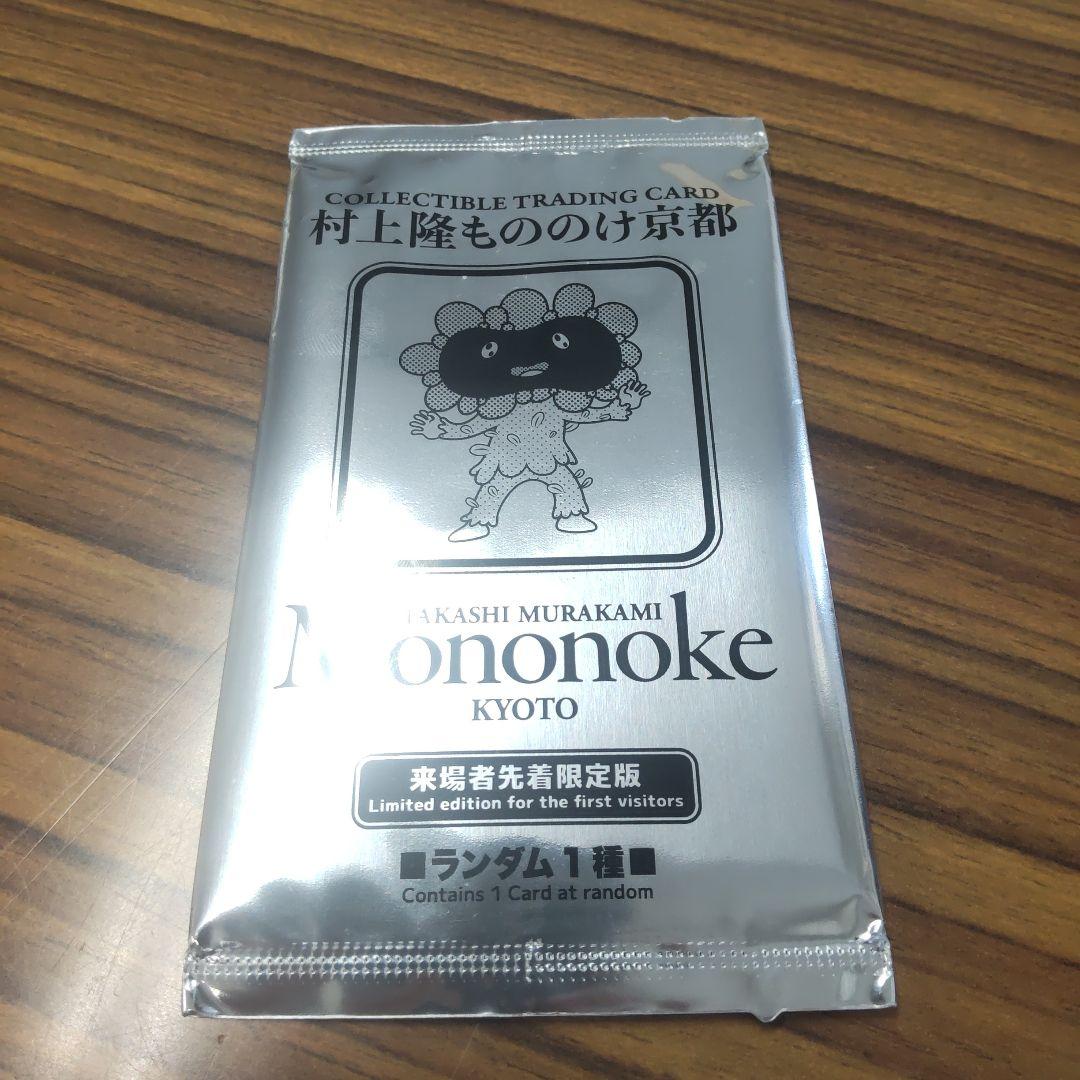 COLLECTIBLE TRADING CARD
村上隆もののけ京都
TAKASHI MURAKAMI
Mononoke
KYOTO
来場者先着限定版
Limited edition for the first visitors
■ランダム1種■
Contains 1 Card at random